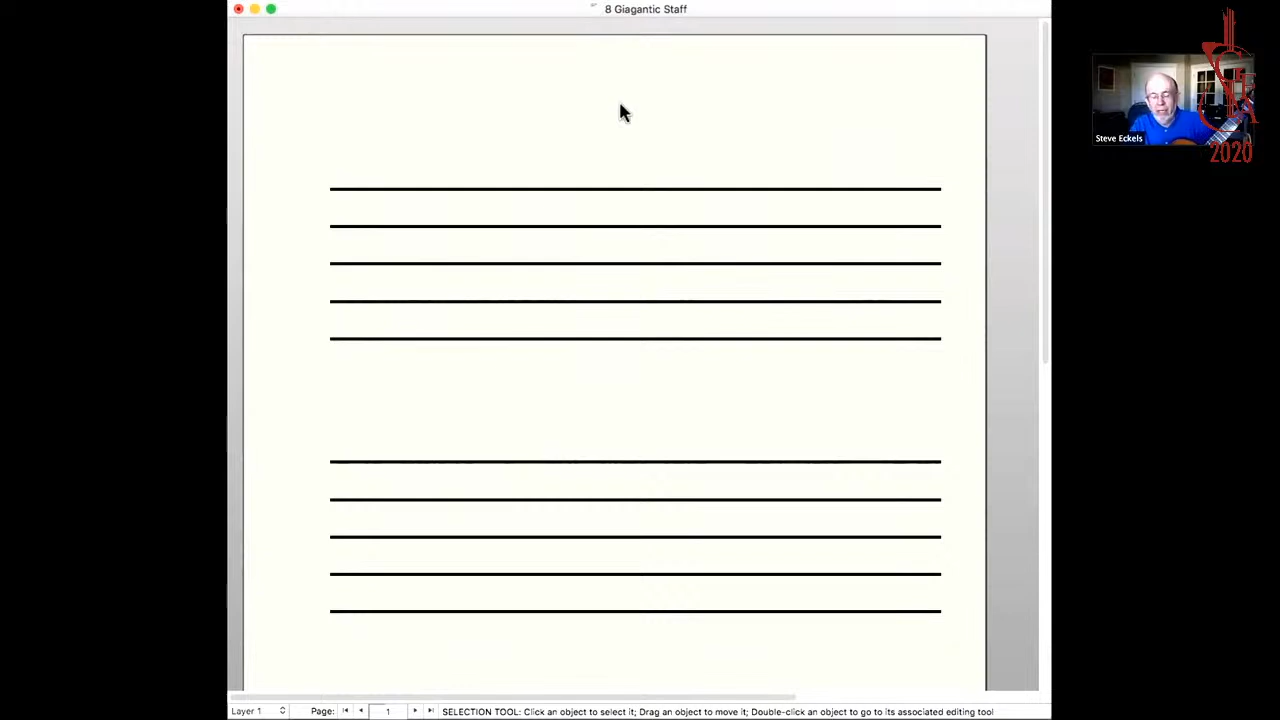 8 Giagantic Staff
Steve Eckels
GFA
2020
Layer 1
Page:
1
SELECTION TOOL: Click an object to select it; Drag an object to move it; Double-click an object to go to its associated editing tool